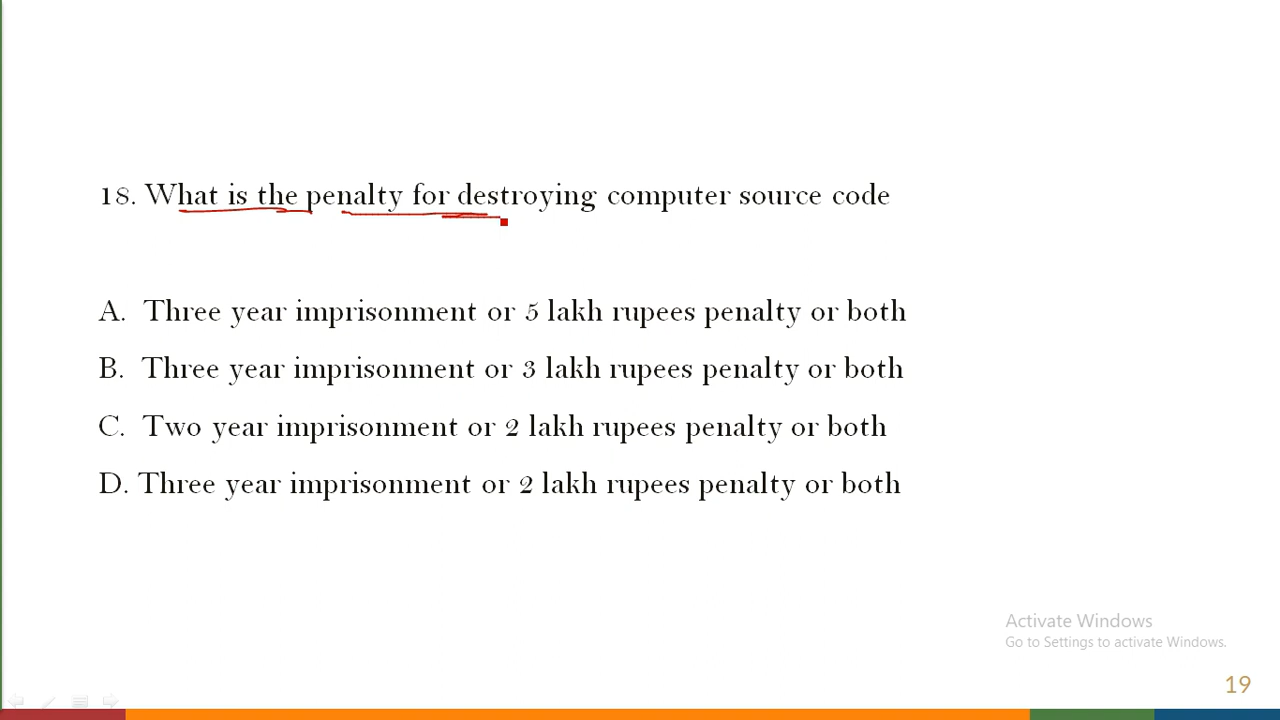 18. What is the penalty for destroying computer source code
A. Three year imprisonment or 5 lakh rupees penalty or both
B. Three year imprisonment or 3 lakh rupees penalty or both
C. Two year imprisonment or 2 lakh rupees penalty or both
D. Three year imprisonment or 2 lakh rupees penalty or both
Activate Windows
Go to Settings to activate Windows.
19